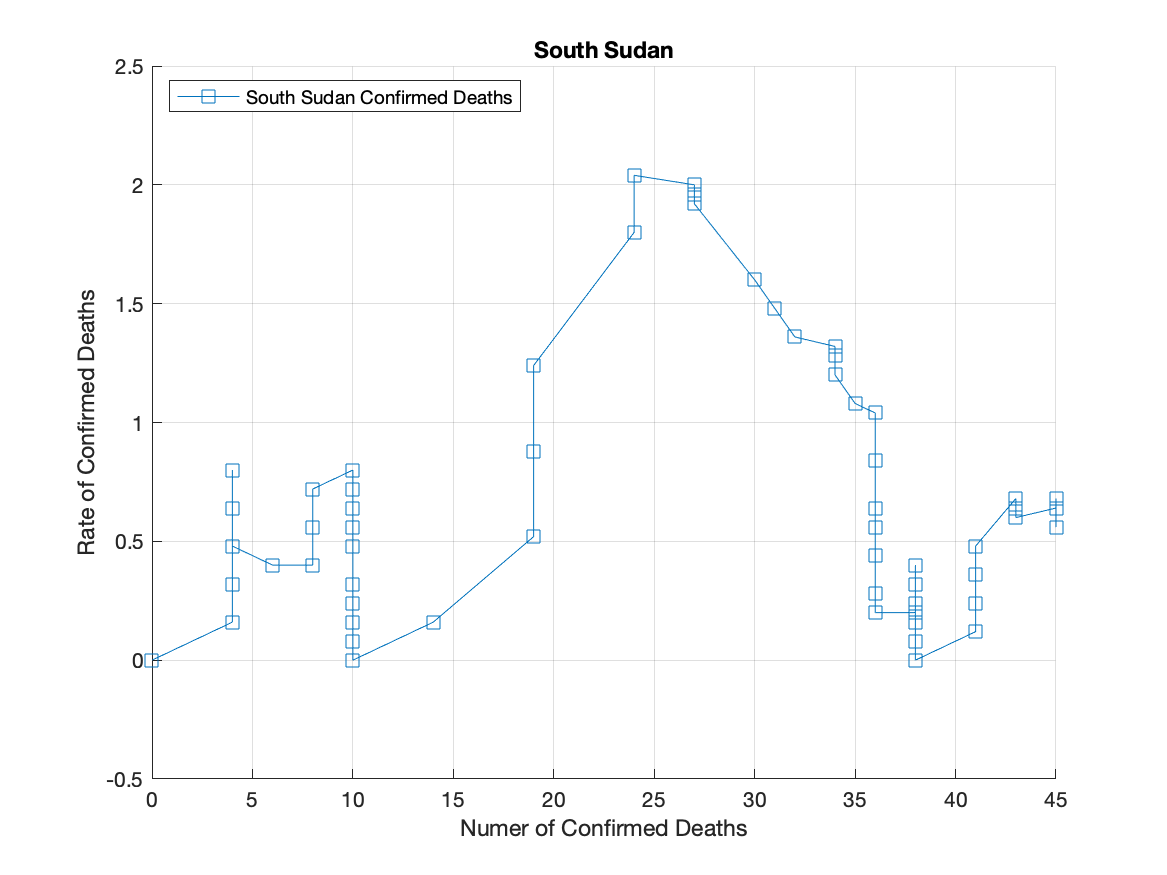 South Sudan
South Sudan Confirmed Deaths
2.5
2
1.5
1
0.5
0
-0.5
Rate of Confirmed Deaths
0 5 10 15 20 25 30 35 40 45
Numer of Confirmed Deaths